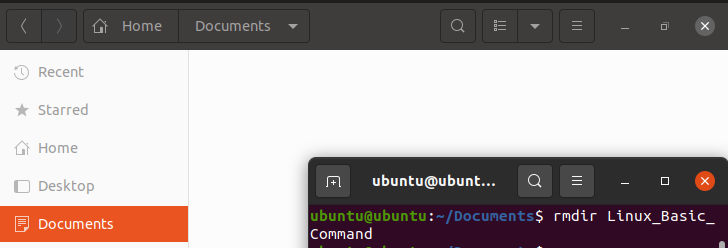 Home Documents
Recent
Starred
Home
Desktop
Documents
ubuntu@ubunt...
ubuntu@ubuntu:~/Documents$ rmdir Linux_Basic_
Command